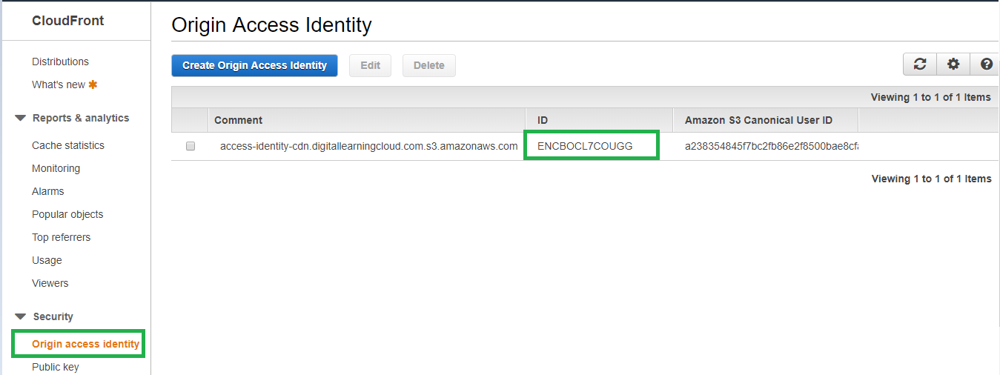 CloudFront
Distributions
What's new
Reports & analytics
Cache statistics
Monitoring
Alarms
Popular objects
Top referrers
Usage
Viewers
Security
Origin access identity
Public key
Origin Access Identity
Create Origin Access Identity Edit Delete
Viewing 1 to 1 of 1 Items
Comment ID Amazon S3 Canonical User ID
access-identity-cdn.digitallearningcloud.com.s3.amazonaws.com ENCBOCL7COUGG a238354845f7bc2fb86e2f8500bae8cf
Viewing 1 to 1 of 1 Items